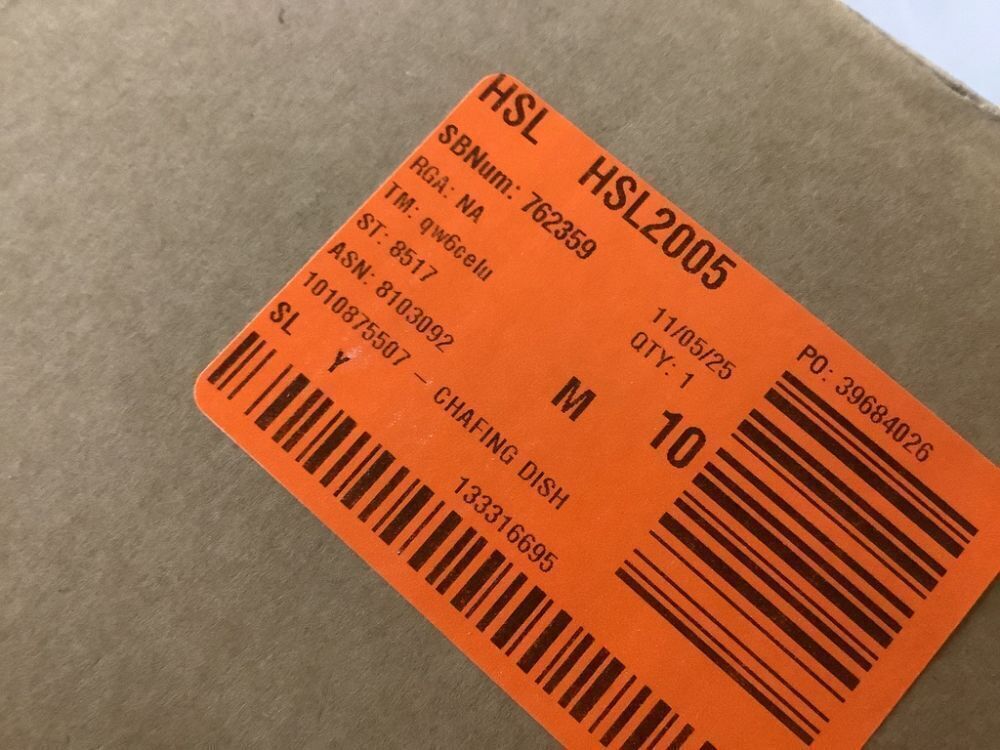 HSL HSL2005
SBNum: 762359
RGA: NA
TM: qw6celu
ST: 8517
ASN: 8103092
1010875507 – CHAFING DISH
SL Y 133316695
11/05/25
QTY: 1
M 10
PO: 39684026